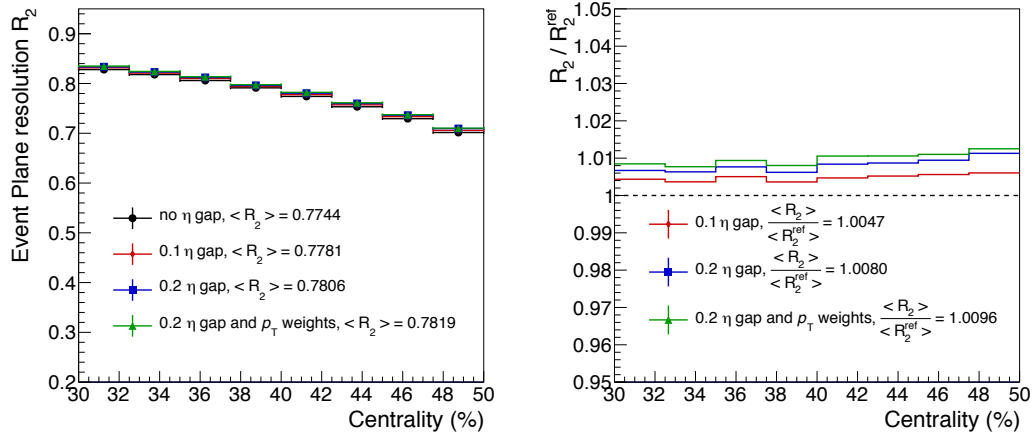 Event Plane resolution R2
0.9
0.8
0.7
0.6
0.5
0.4
0.3
0.2
no η gap, < R2 > = 0.7744
0.1 η gap, < R2 > = 0.7781
0.2 η gap, < R2 > = 0.7806
0.2 η gap and pT weights, < R2 > = 0.7819
30 32 34 36 38 40 42 44 46 48 50
Centrality (%)
R2 / R2ref
1.05
1.04
1.03
1.02
1.01
1
0.99
0.98
0.97
0.96
0.95
0.1 η gap, < R2 > / < R2ref > = 1.0047
0.2 η gap, < R2 > / < R2ref > = 1.0080
0.2 η gap and pT weights, < R2 > / < R2ref > = 1.0096
30 32 34 36 38 40 42 44 46 48 50
Centrality (%)